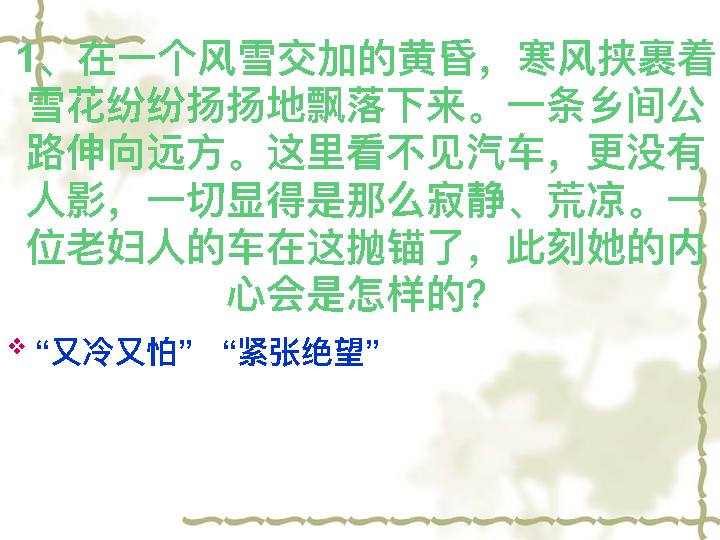 1、在一个风雪交加的黄昏，寒风挟裹着
雪花纷纷扬扬地飘落下来。一条乡间公
路伸向远方。这里看不见汽车，更没有
人影，一切显得是那么寂静、荒凉。一
位老妇人的车在这抛锚了，此刻她的内
心会是怎样的?
“又冷又怕” “紧张绝望”